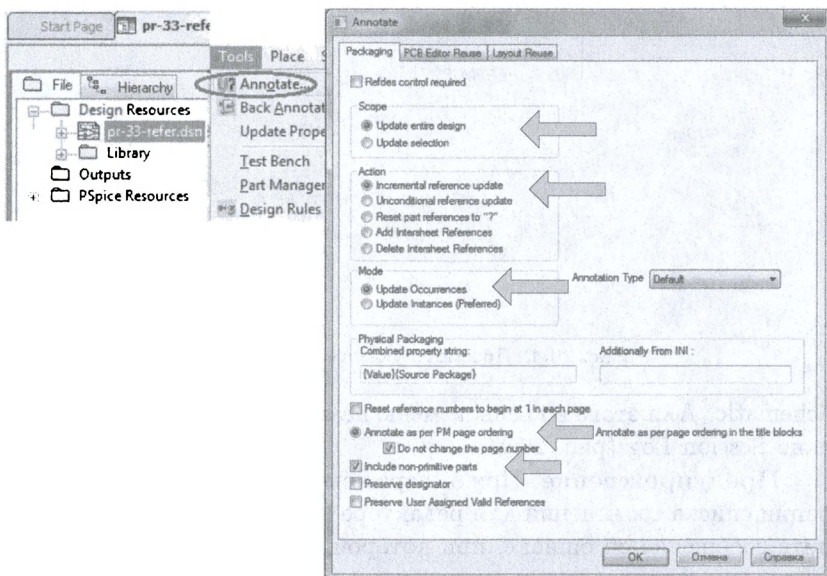 Start Page
pr-33-refe
File
Hierarchy
Design Resources
pr-33-refer.dsn
Library
Outputs
PSpice Resources
Tools
Place
Annotate...
Back Annotat
Update Prope
Test Bench
Part Manager
Design Rules
Annotate
Packaging
PCB Editor Reuse
Layout Reuse
Refdes control required
Scope
Update entire design
Update selection
Action
Incremental reference update
Unconditional reference update
Reset part references to "?"
Add Intersheet References
Delete Intersheet References
Mode
Update Occurrences
Update Instances (Preferred)
Annotation Type
Default
Physical Packaging
Combined property string:
Additionally From INI :
{Value}{Source Package}
Reset reference numbers to begin at 1 in each page
Annotate as per PM page ordering
Annotate as per page ordering in the title blocks
Do not change the page number
Include non-primitive parts
Preserve designator
Preserve User Assigned Valid References
OK
Отмена
Справка